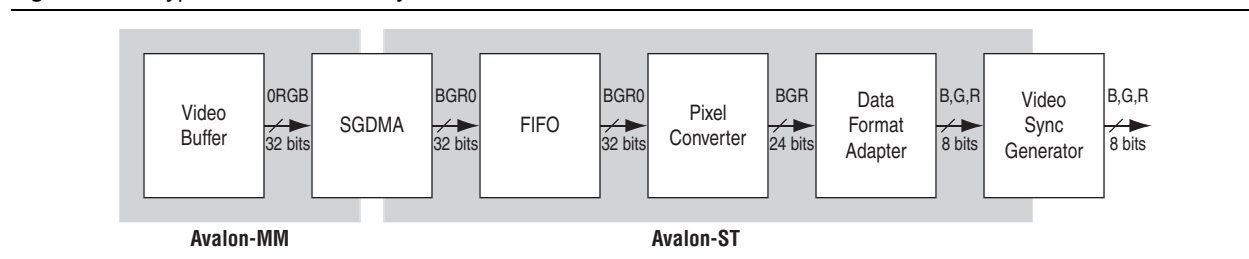 Video
Buffer
0RGB
32 bits
SGDMA
BGR0
32 bits
FIFO
BGR0
32 bits
Pixel
Converter
BGR
24 bits
Data
Format
Adapter
B,G,R
8 bits
Video
Sync
Generator
B,G,R
8 bits
Avalon-MM
Avalon-ST